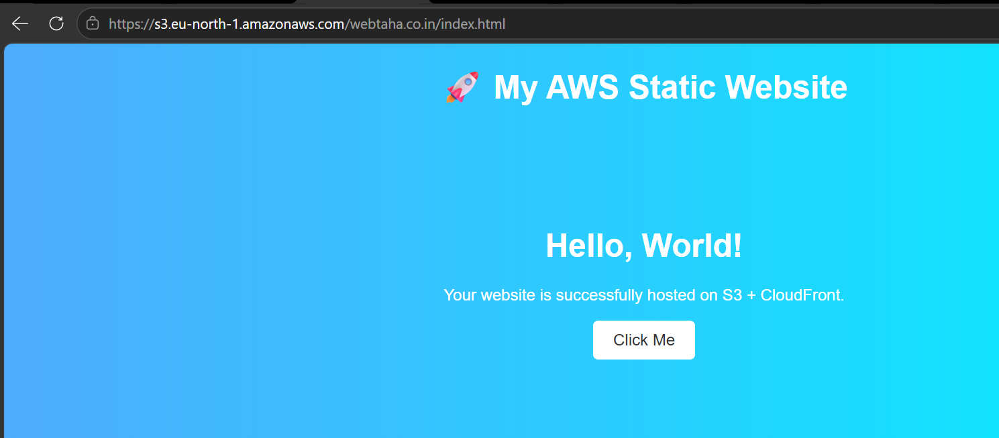 https://s3.eu-north-1.amazonaws.com/webtaha.co.in/index.html
🚀 My AWS Static Website
Hello, World!
Your website is successfully hosted on S3 + CloudFront.
Click Me